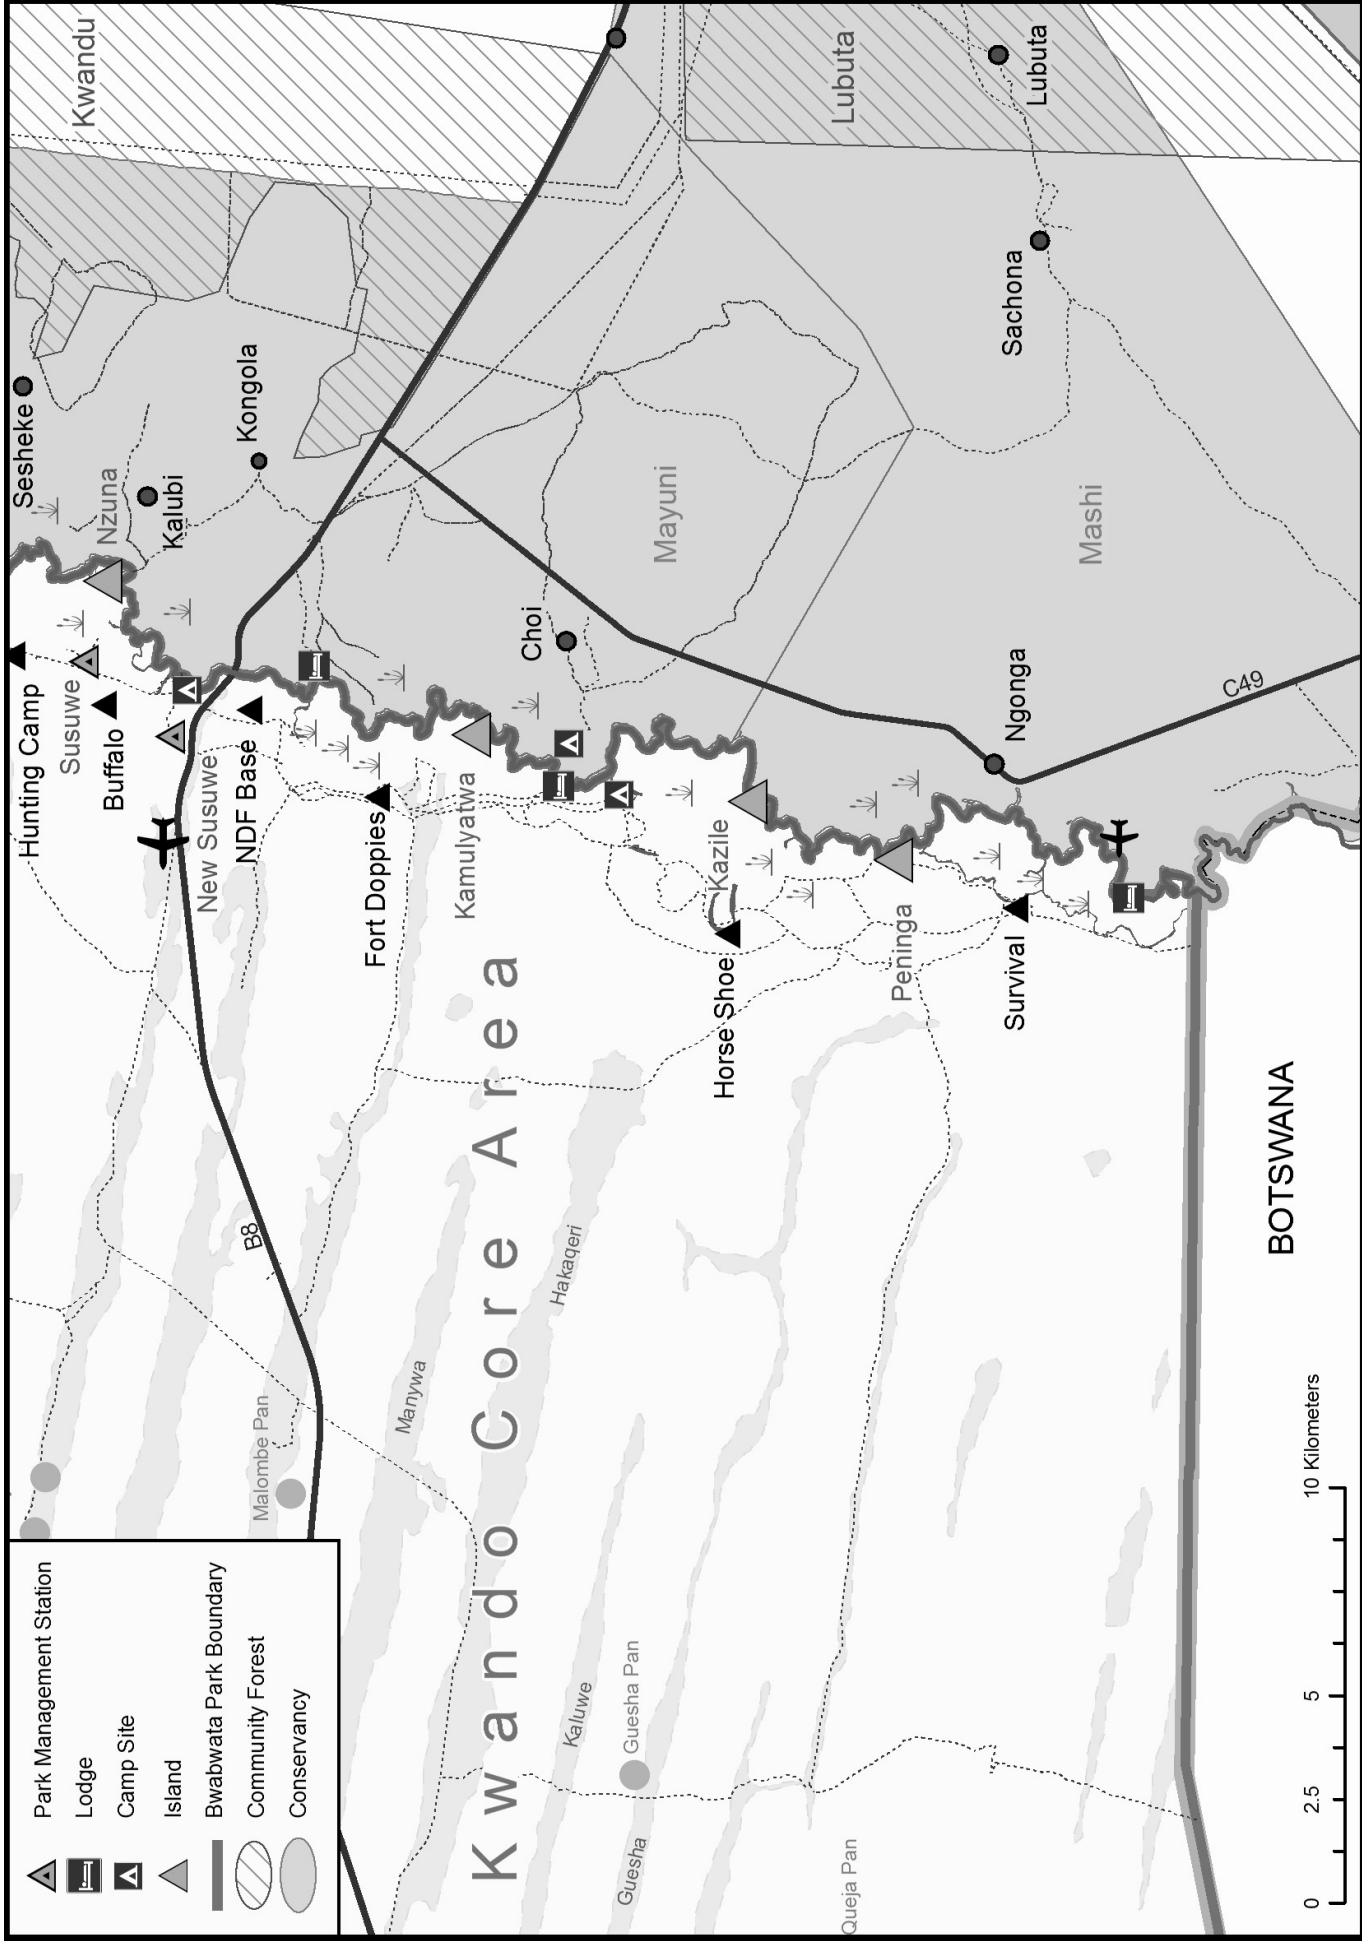 Park Management Station
Lodge
Camp Site
Island
Bwabwata Park Boundary
Community Forest
Conservancy
Hunting Camp
Sesheke
Kwandu
Susuwe
Nzuna
Buffalo
Kalubi
New Susuwe
Kongola
NDF Base
B8
Malombe Pan
Fort Doppies
Manywa
Kamulyatwa
Kwando Core Area
Choi
Hakaqeri
Kaluwe
Guesha Pan
Guesha
Mayuni
Kazile
Horse Shoe
Lubuta
Queja Pan
Peninga
Survival
Ngonga
Sachona
Lubuta
Mashi
C49
BOTSWANA
0 2.5 5 10 Kilometers